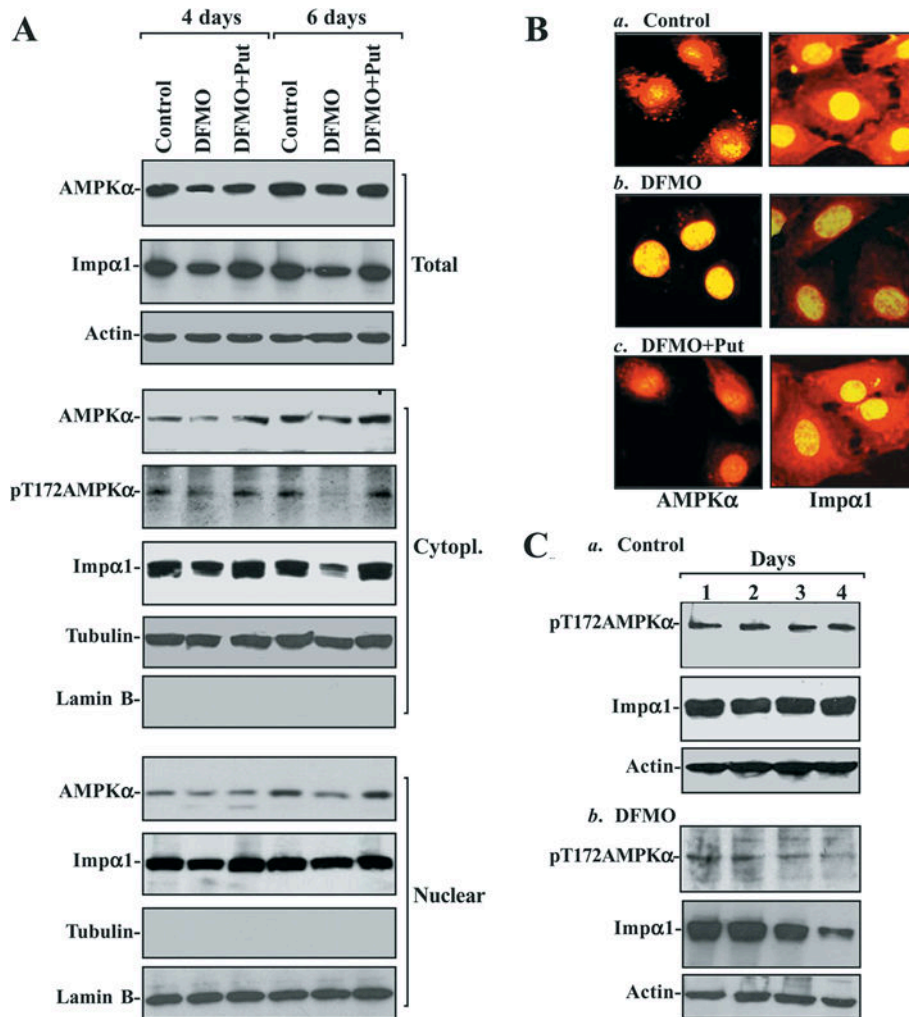 A
4 days 6 days
Control DFMO DFMO+Put Control DFMO DFMO+Put
AMPKα-
Impα1-
Actin-
Total
AMPKα-
pT172AMPKα-
Impα1-
Tubulin-
Lamin B-
Cytopl.
AMPKα-
Impα1-
Tubulin-
Lamin B-
Nuclear
B
a. Control
b. DFMO
c. DFMO+Put
AMPKα Impα1
C
a. Control
Days
1 2 3 4
pT172AMPKα-
Impα1-
Actin-
b. DFMO
pT172AMPKα-
Impα1-
Actin-